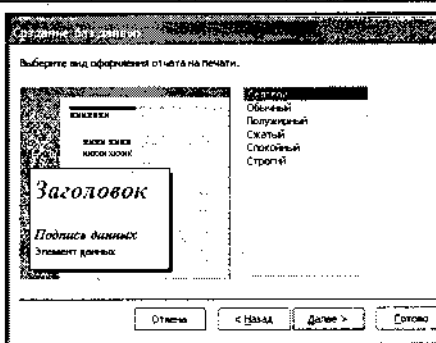 Создание баз данных
Выберите вид оформления отчета на печати.
Обычный
Полужирный
Сжатый
Спокойный
Строгий
Заголовок
Подпись данных
Элемент данных
Отмена
< Назад
Далее >
Готово